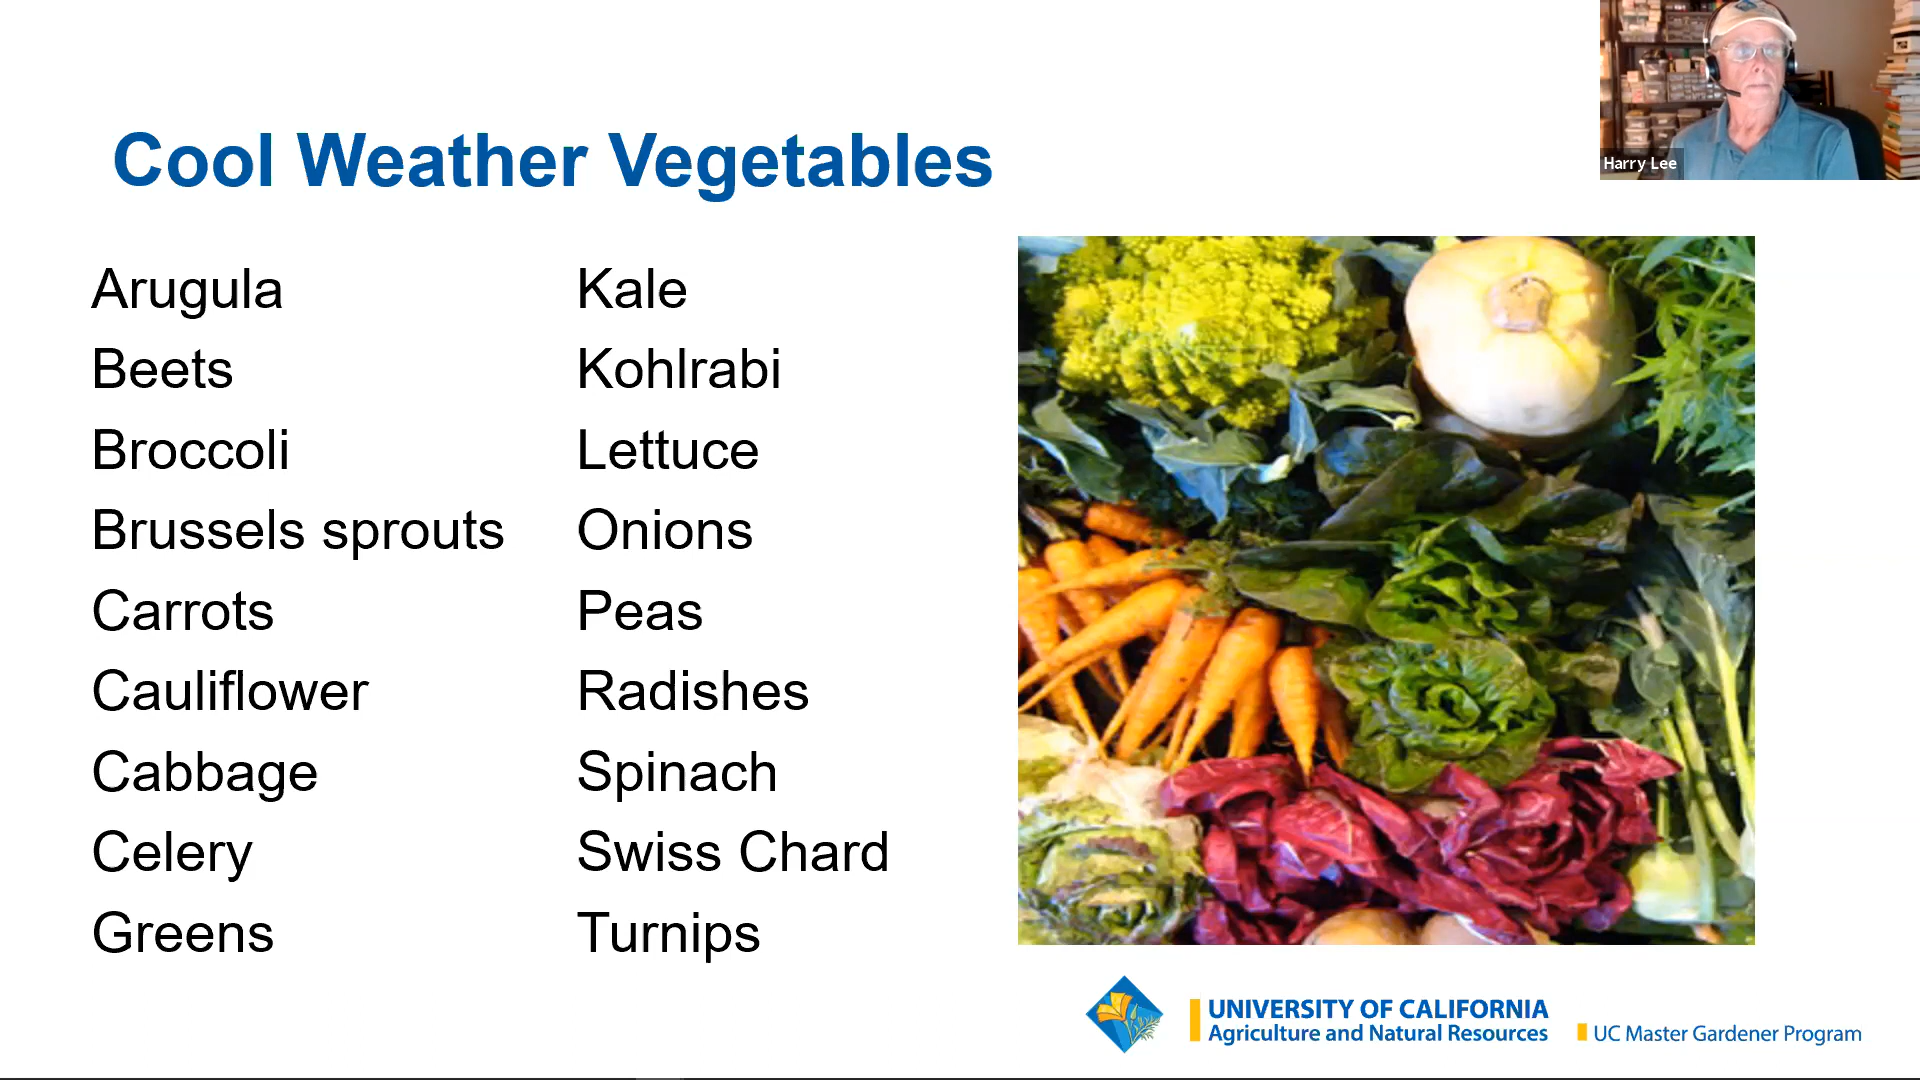 Harry Lee
Cool Weather Vegetables
Arugula
Beets
Broccoli
Brussels sprouts
Carrots
Cauliflower
Cabbage
Celery
Greens
Kale
Kohlrabi
Lettuce
Onions
Peas
Radishes
Spinach
Swiss Chard
Turnips
UNIVERSITY OF CALIFORNIA
Agriculture and Natural Resources
UC Master Gardener Program